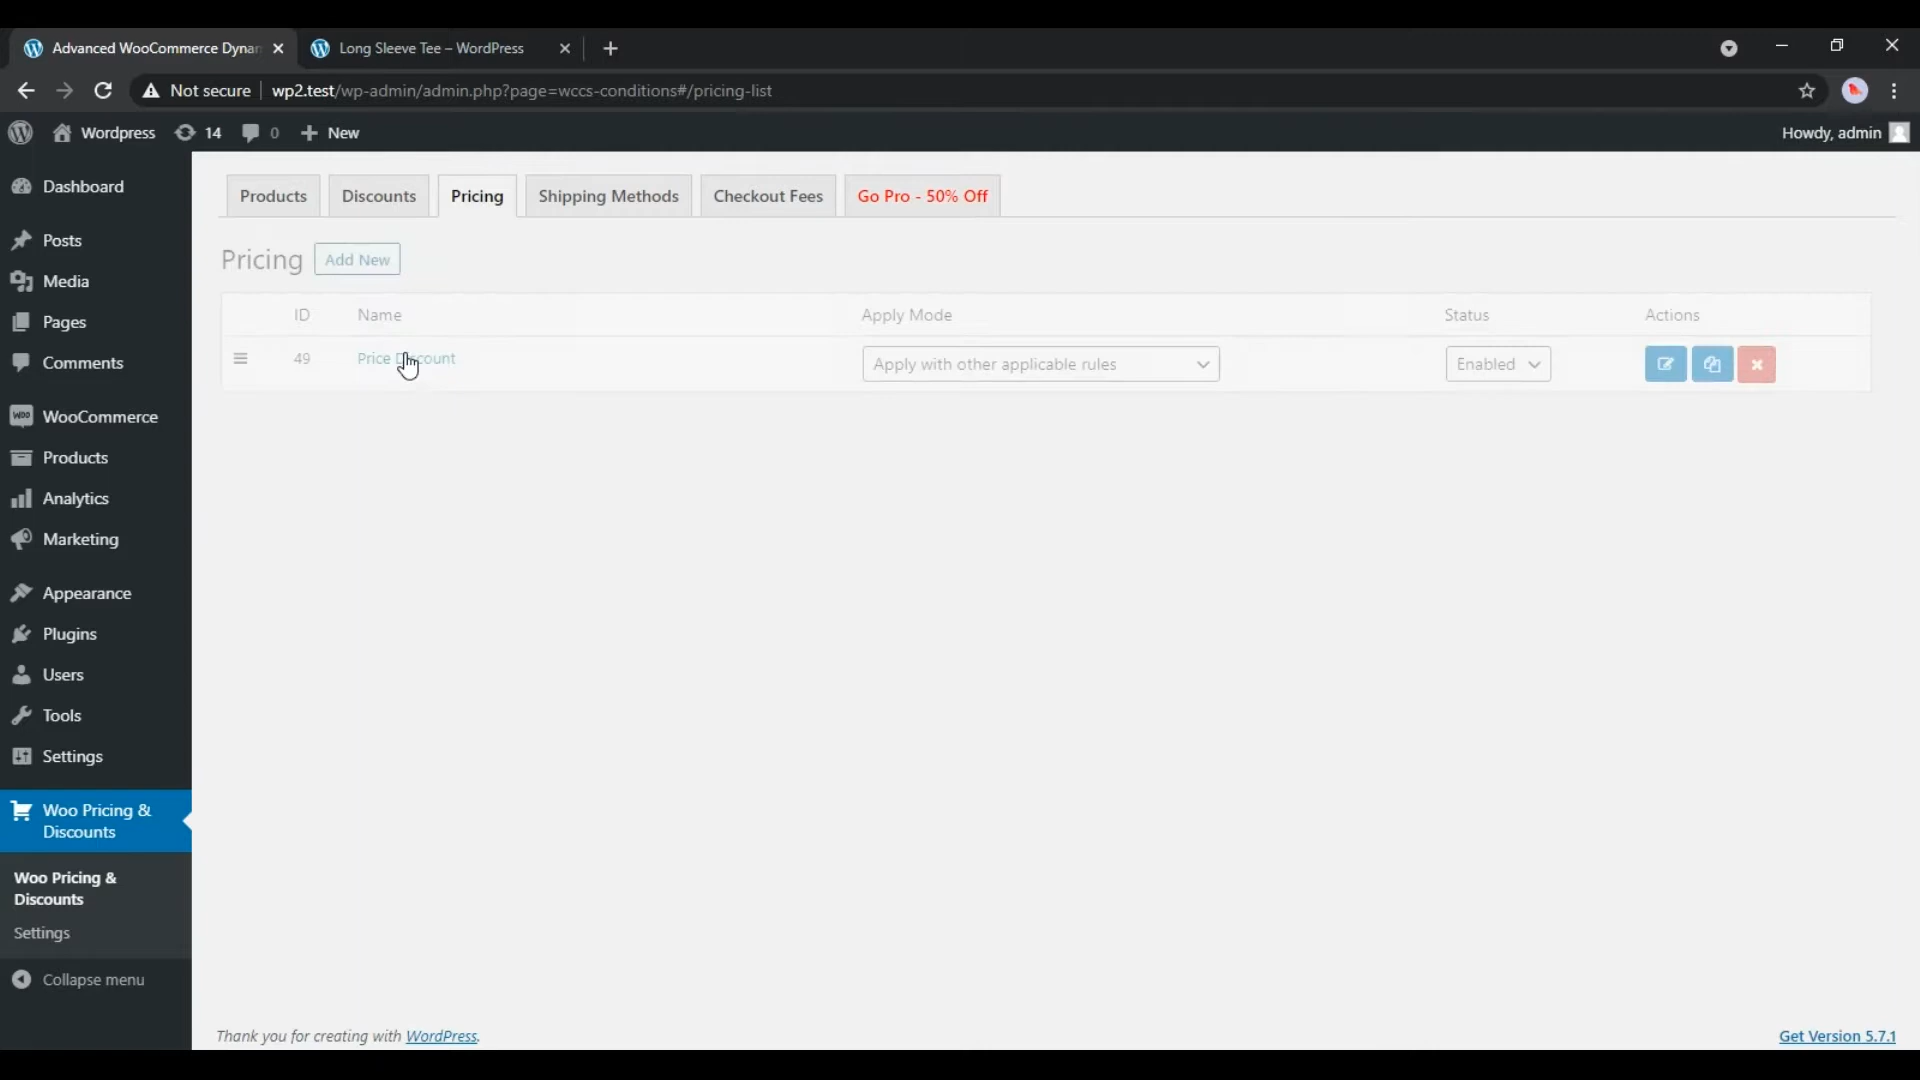 Advanced WooCommerce Dynar
Long Sleeve Tee – WordPress
Not secure
wp2.test/wp-admin/admin.php?page=wccs-conditions#/pricing-list
Wordpress
14
0
New
Howdy, admin
Dashboard
Posts
Media
Pages
Comments
WooCommerce
Products
Analytics
Marketing
Appearance
Plugins
Users
Tools
Settings
Woo Pricing &
Discounts
Woo Pricing &
Discounts
Settings
Collapse menu
Products
Discounts
Pricing
Shipping Methods
Checkout Fees
Go Pro - 50% Off
Pricing
Add New
ID
Name
Apply Mode
Status
Actions
49
Price Discount
Apply with other applicable rules
Enabled
Thank you for creating with WordPress.
Get Version 5.7.1